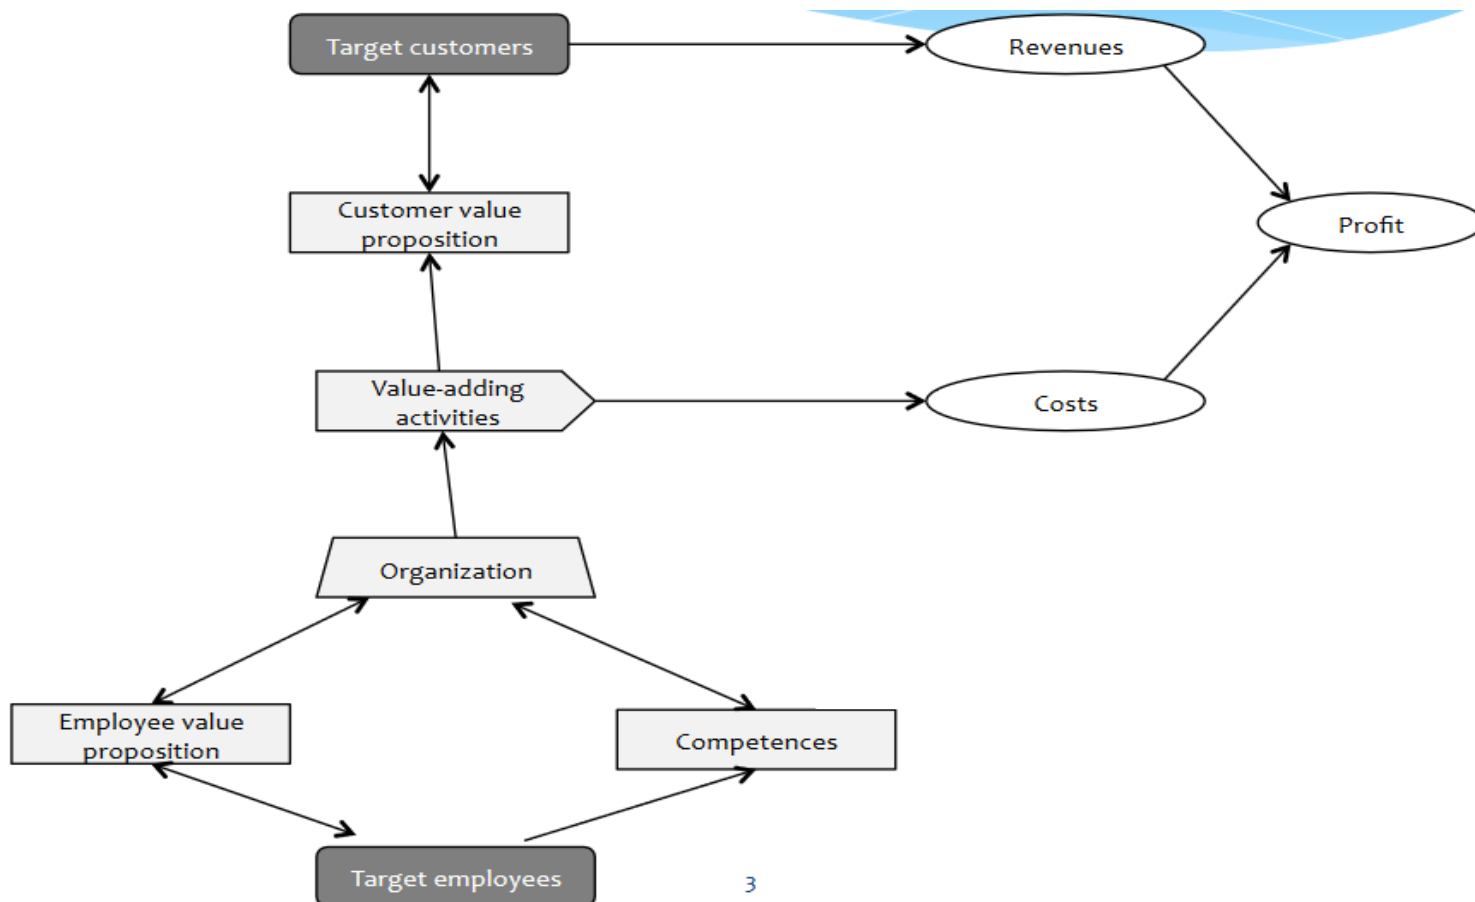 Target customers
Revenues
Customer value
proposition
Profit
Value-adding
activities
Costs
Organization
Employee value
proposition
Competences
Target employees
3